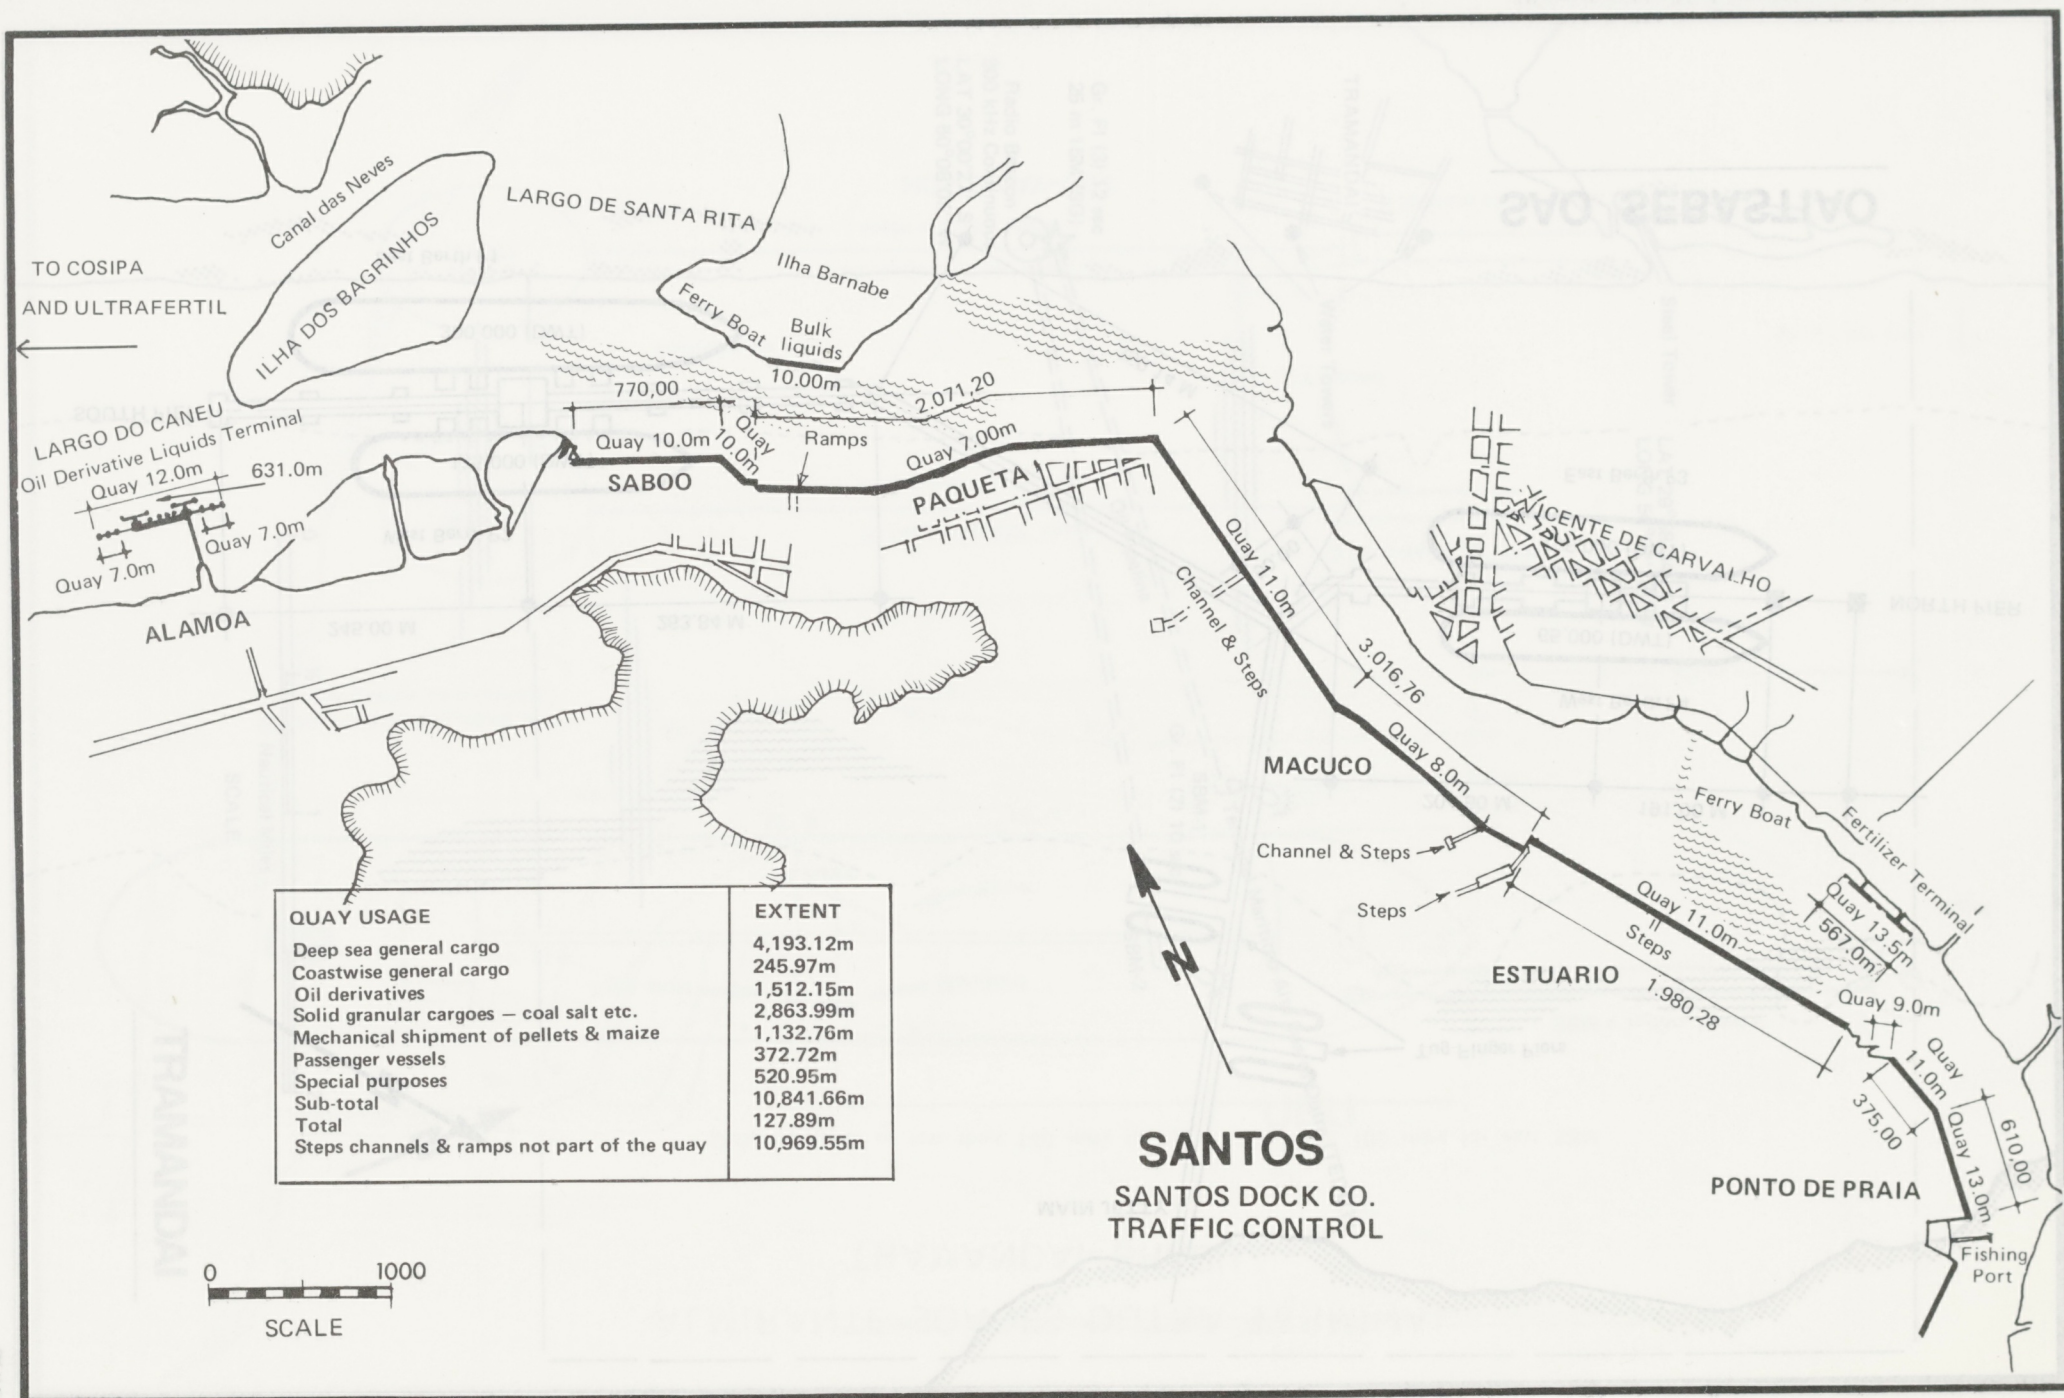 LARGO DE SANTA RITA
Canal das Neves
ILHA DOS BAGRINHOS
TO COSIPA
AND ULTRAFERTIL
Ilha Barnabe
Ferry Boat
Bulk
liquids
10.00m
770,00
2.071,20
LARGO DO CANEU
Oil Derivative Liquids Terminal
Quay 12.0m
631.0m
Quay 7.0m
Quay 7.0m
ALAMOA
Quay 10.0m
Quay
10.0m
SABOO
Ramps
Quay 7.00m
PAQUETA
VICENTE DE CARVALHO
Quay 11.0m
Channel & Steps
3.016,76
MACUCO
Quay 8.0m
Channel & Steps
Steps
Ferry Boat
Fertilizer Terminal
Quay 13.5m
567.0m
Quay 11.0m
Steps
ESTUARIO
1.980,28
Quay 9.0m
Quay
11.0m
375,00
Quay 13.0m
610,00
PONTO DE PRAIA
Fishing
Port
N
QUAY USAGE EXTENT
Deep sea general cargo 4,193.12m
Coastwise general cargo 245.97m
Oil derivatives 1,512.15m
Solid granular cargoes — coal salt etc. 2,863.99m
Mechanical shipment of pellets & maize 1,132.76m
Passenger vessels 372.72m
Special purposes 520.95m
Sub-total 10,841.66m
Total 127.89m
Steps channels & ramps not part of the quay 10,969.55m
SANTOS
SANTOS DOCK CO.
TRAFFIC CONTROL
0 1000
SCALE